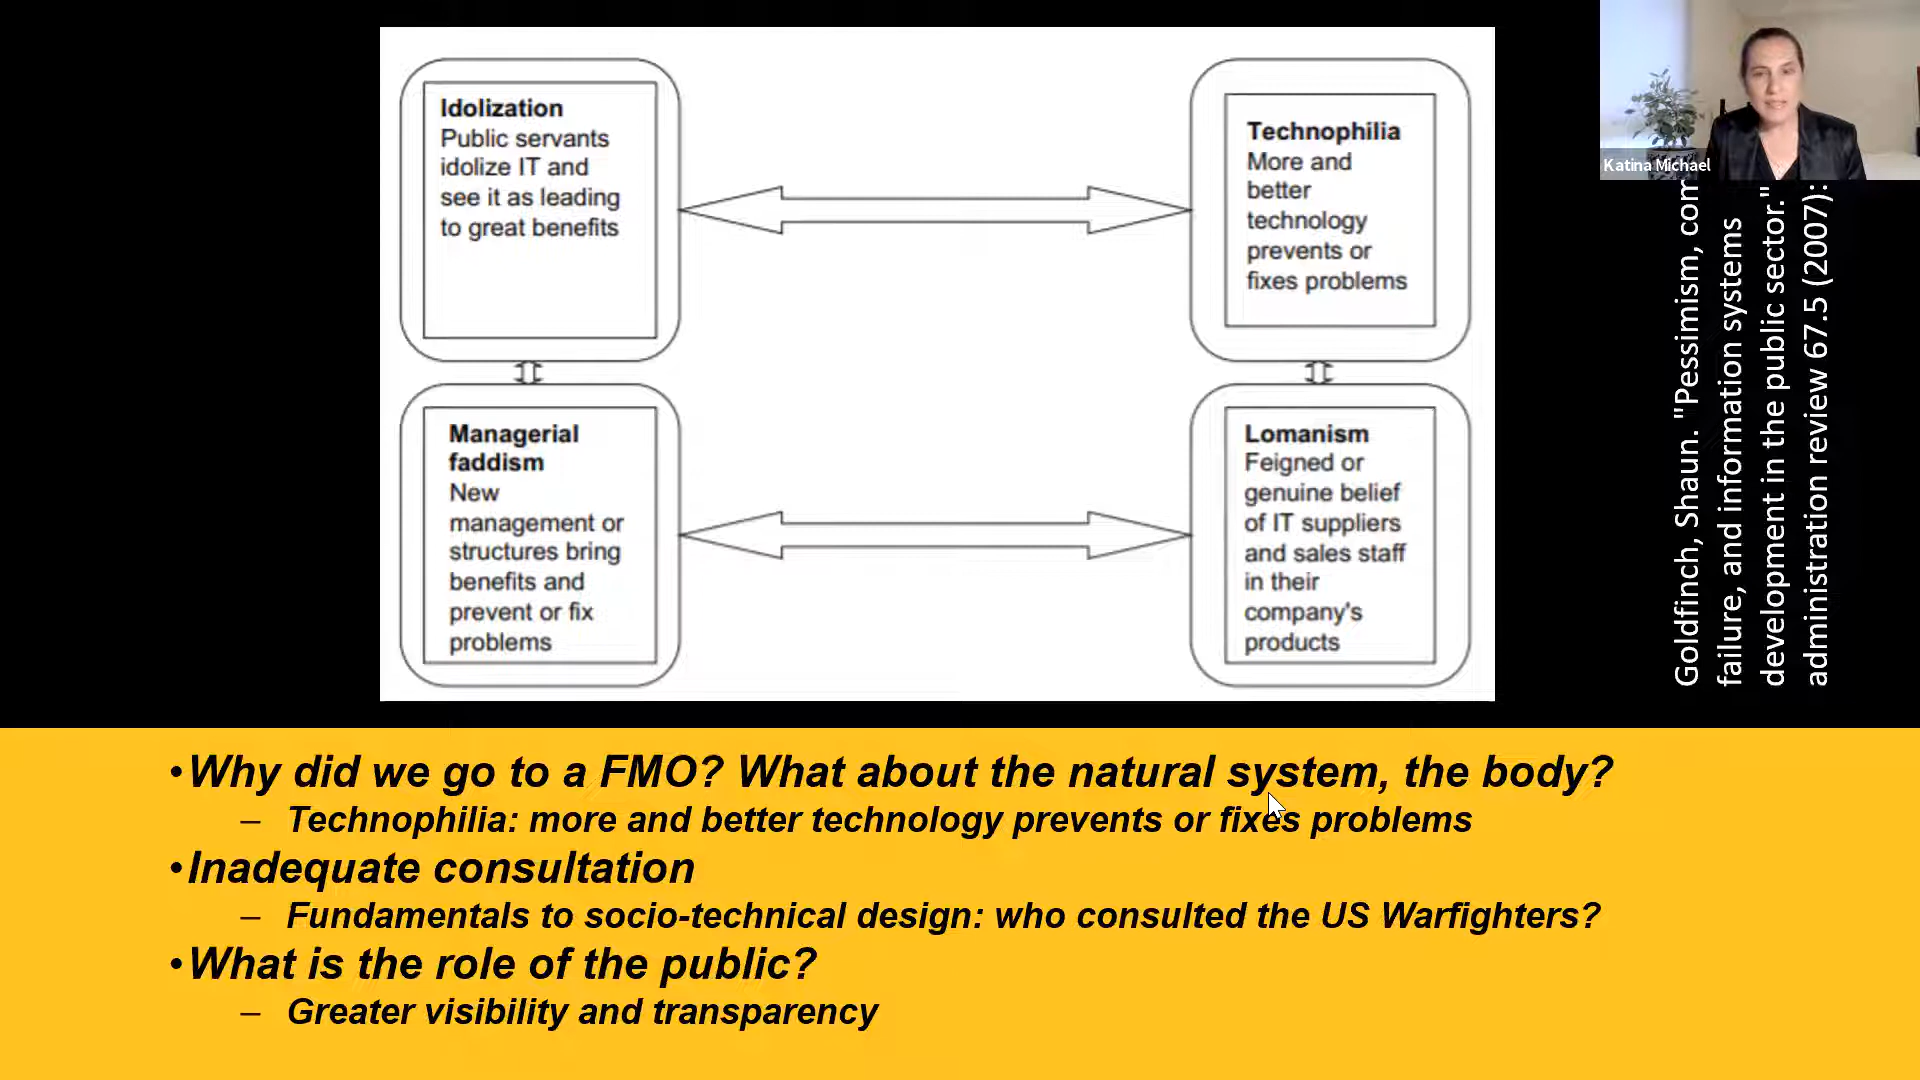 Idolization
Public servants
idolize IT and
see it as leading
to great benefits
Technophilia
More and
better
technology
prevents or
fixes problems
Managerial
faddism
New
management or
structures bring
benefits and
prevent or fix
problems
Lomanism
Feigned or
genuine belief
of IT suppliers
and sales staff
in their
company's
products
Katina Michael
Goldfinch, Shaun. "Pessimism, com
failure, and information systems
development in the public sector."
administration review 67.5 (2007):
•Why did we go to a FMO? What about the natural system, the body?
– Technophilia: more and better technology prevents or fixes problems
•Inadequate consultation
– Fundamentals to socio-technical design: who consulted the US Warfighters?
•What is the role of the public?
– Greater visibility and transparency